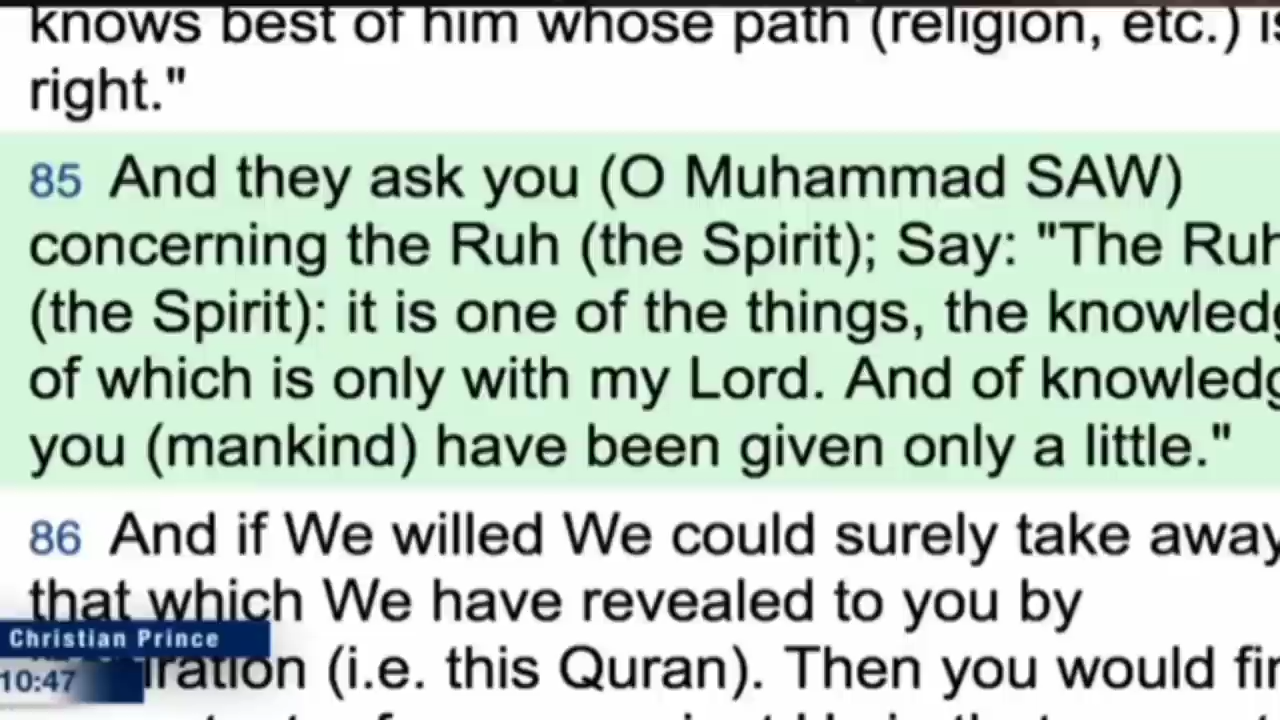 knows best of him whose path (religion, etc.) is
right."
85 And they ask you (O Muhammad SAW)
concerning the Ruh (the Spirit); Say: "The Ruh
(the Spirit): it is one of the things, the knowledg
of which is only with my Lord. And of knowledg
you (mankind) have been given only a little."
86 And if We willed We could surely take away
that which We have revealed to you by
Christian Prince
(i.e. this Quran). Then you would fin
10:47